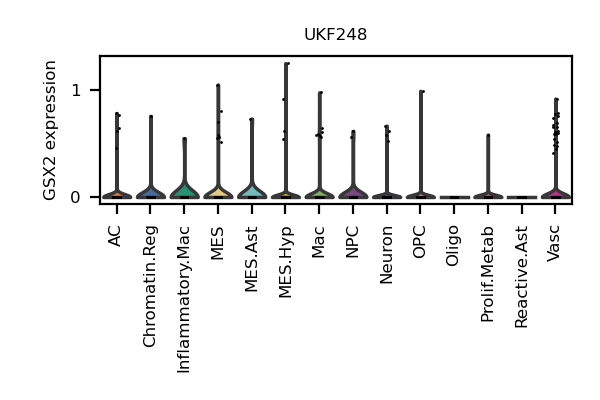 UKF248
GSX2 expression
1
0
AC
Chromatin.Reg
Inflammatory.Mac
MES
MES.Ast
MES.Hyp
Mac
NPC
Neuron
OPC
Oligo
Prolif.Metab
Reactive.Ast
Vasc